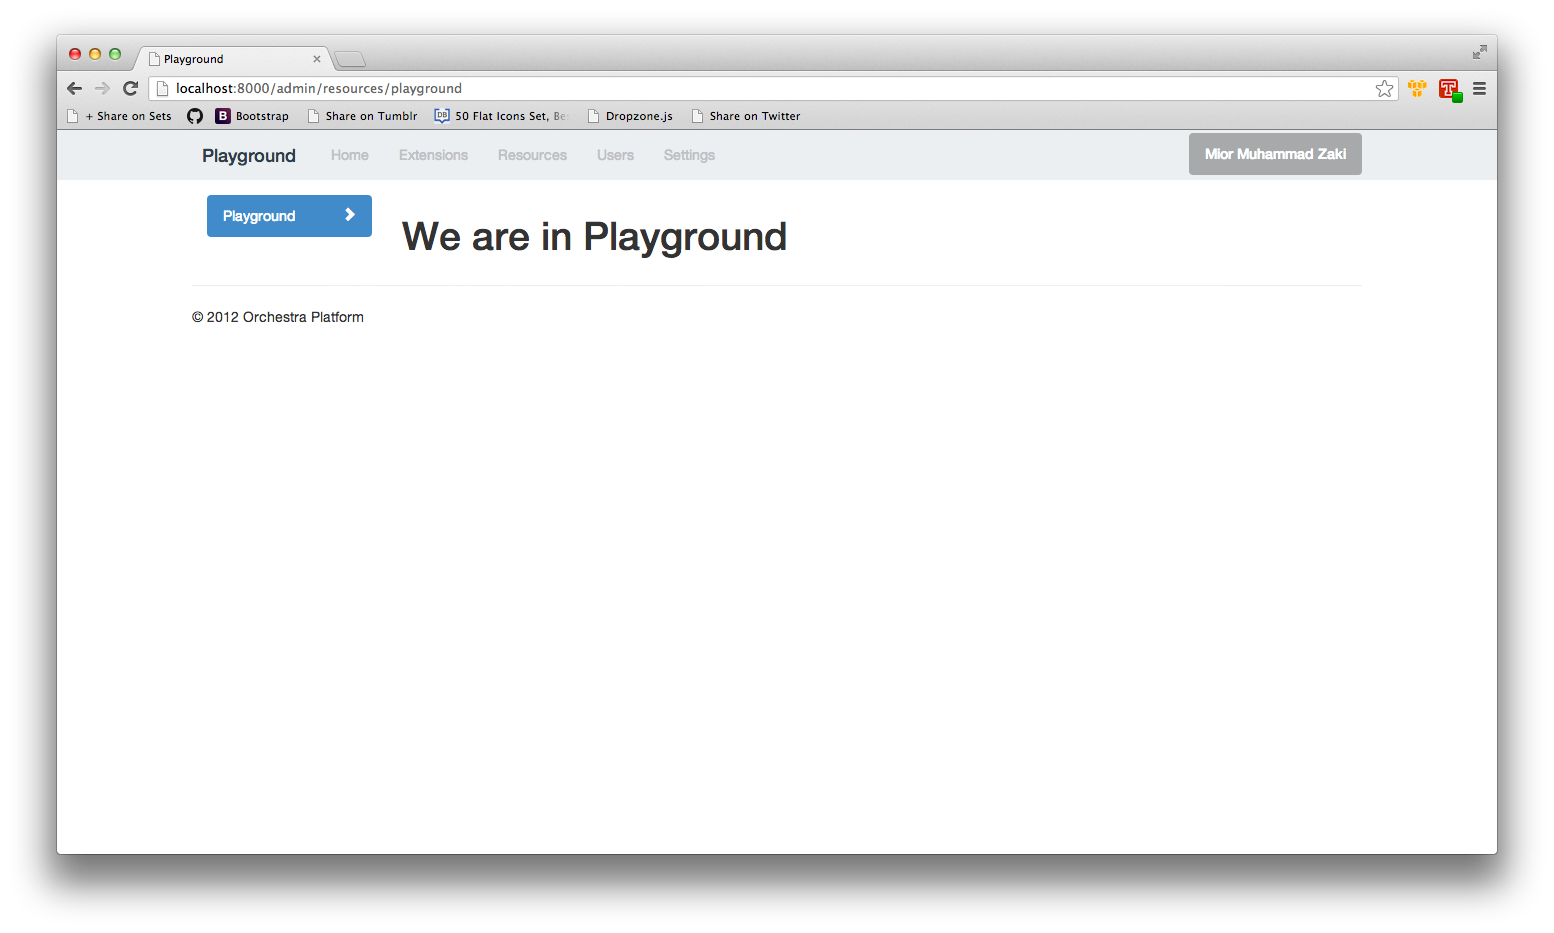 Playground
localhost:8000/admin/resources/playground
+ Share on Sets B Bootstrap Share on Tumblr DB 50 Flat Icons Set, Dropzone.js Share on Twitter
Playground Home Extensions Resources Users Settings Mior Muhammad Zaki
Playground
We are in Playground
© 2012 Orchestra Platform